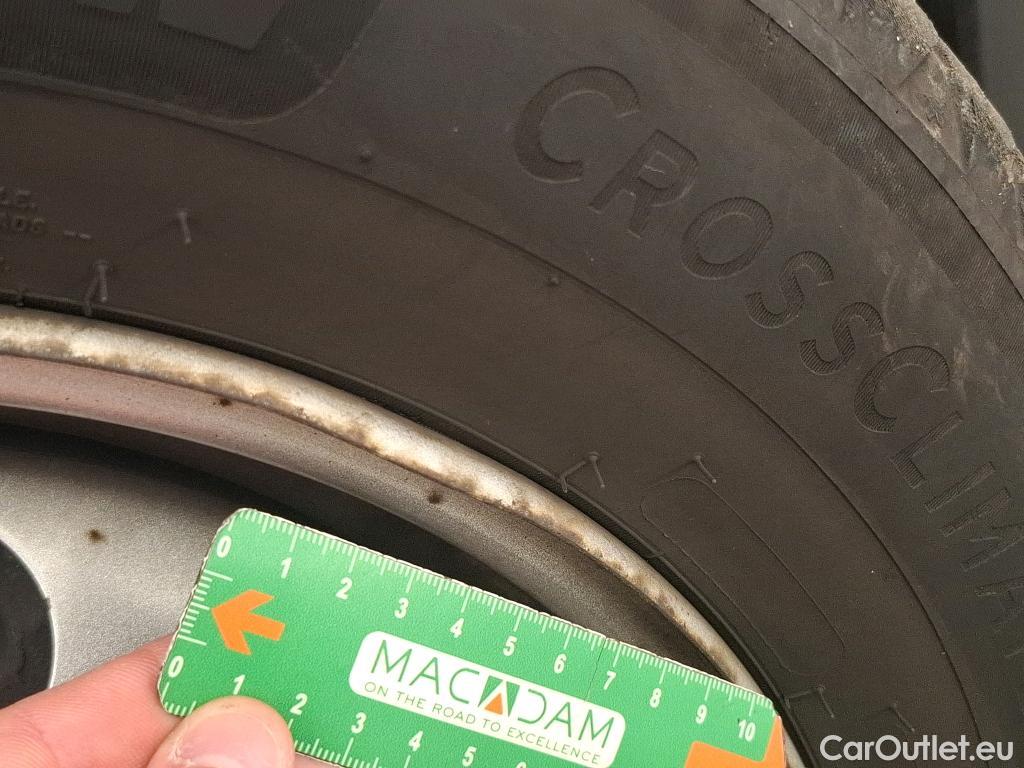 CROSSCLIMA
0 1 2 3 4 5 6 7 8 9 10
MACADAM
ON THE ROAD TO EXCELLENCE
0 1 2 3 4 5
CarOutlet.eu